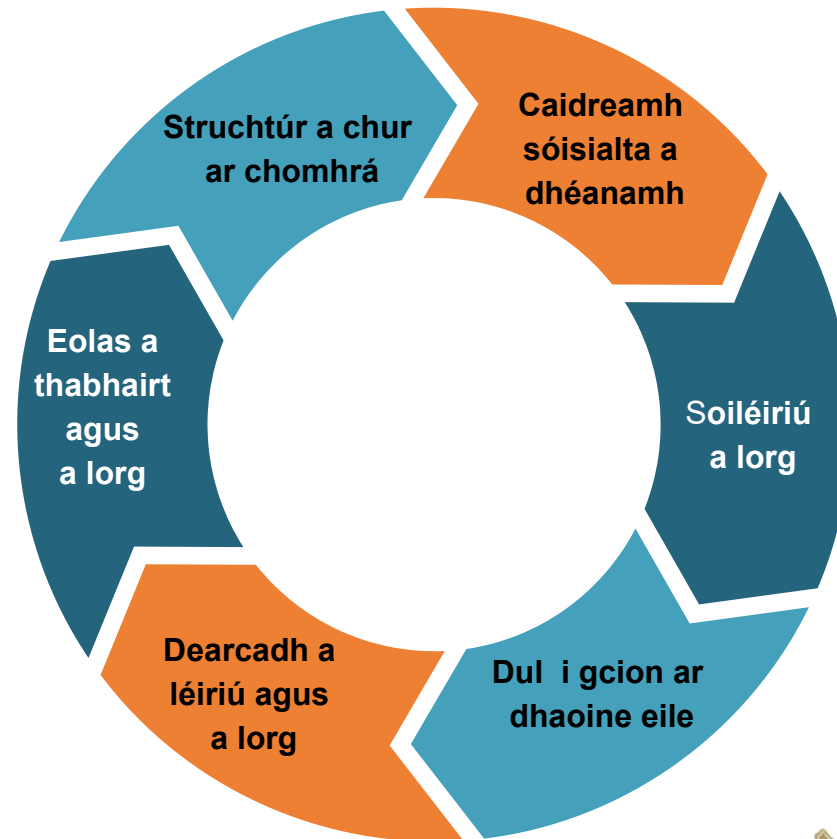 Struchtúr a chur
ar chomhrá
Caidreamh
sóisialta a
dhéanamh
Soiléiriú
a lorg
Dul i gcion ar
dhaoine eile
Dearcadh a
léiriú agus
a lorg
Eolas a
thabhairt
agus
a lorg